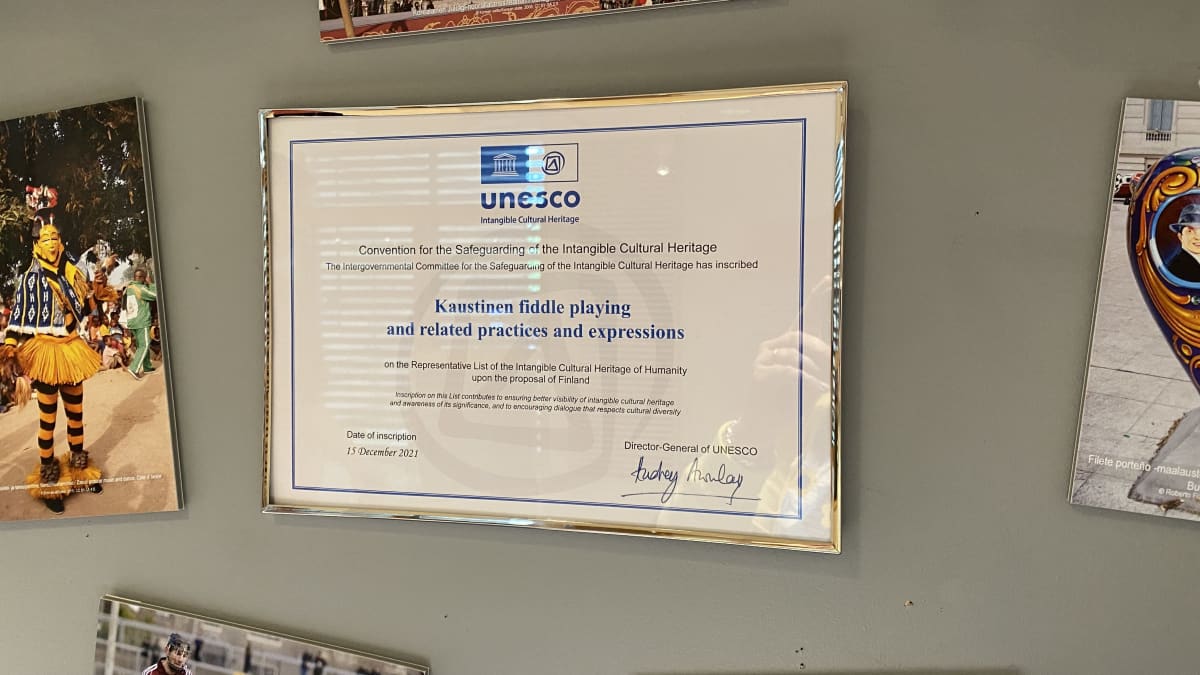 unesco
Intangible Cultural Heritage
Convention for the Safeguarding of the Intangible Cultural Heritage
The Intergovernmental Committee for the Safeguarding of the Intangible Cultural Heritage has inscribed
Kaustinen fiddle playing
and related practices and expressions
on the Representative List of the Intangible Cultural Heritage of Humanity
upon the proposal of Finland
Inscription on this List contributes to ensuring better visibility of intangible cultural heritage
and awareness of its significance, and to encouraging dialogue that respects cultural diversity
Date of inscription
15 December 2021
Director-General of UNESCO
Audrey Azoulay
Filete porteño -maalaust
Bu
© Roberto